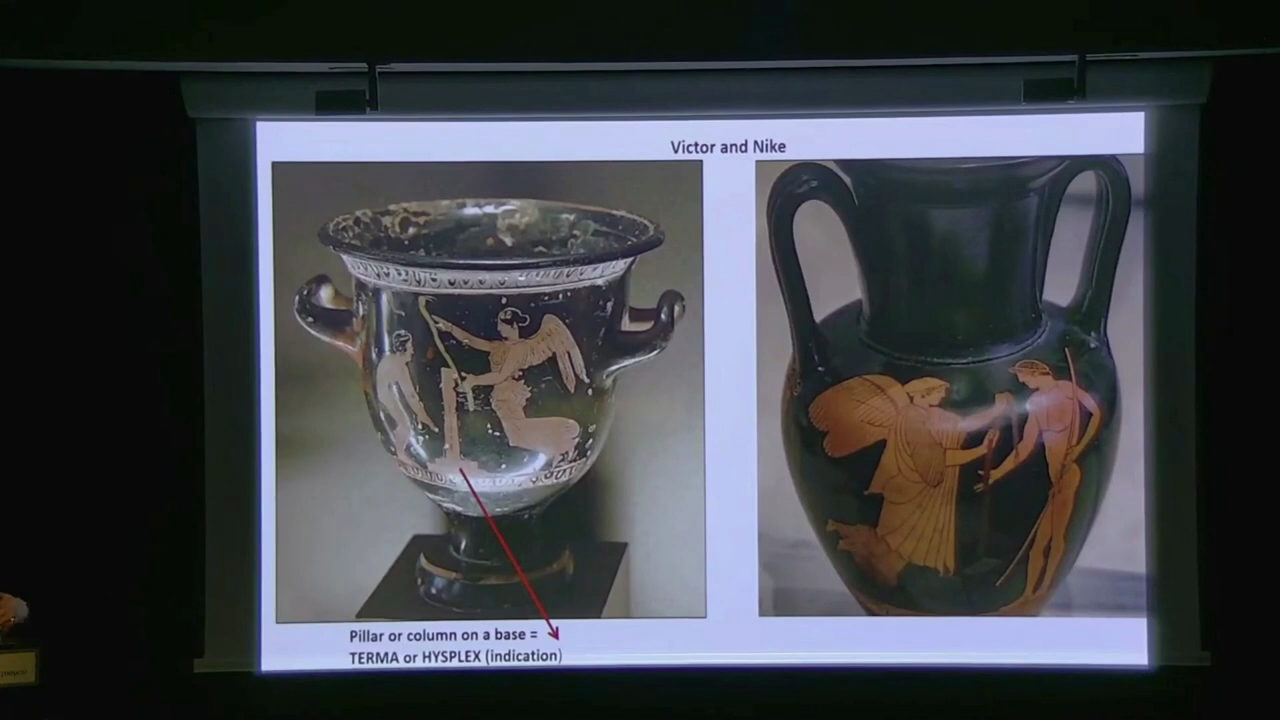 Victor and Nike
Pillar or column on a base =
TERMA or HYSPLEX (indication)